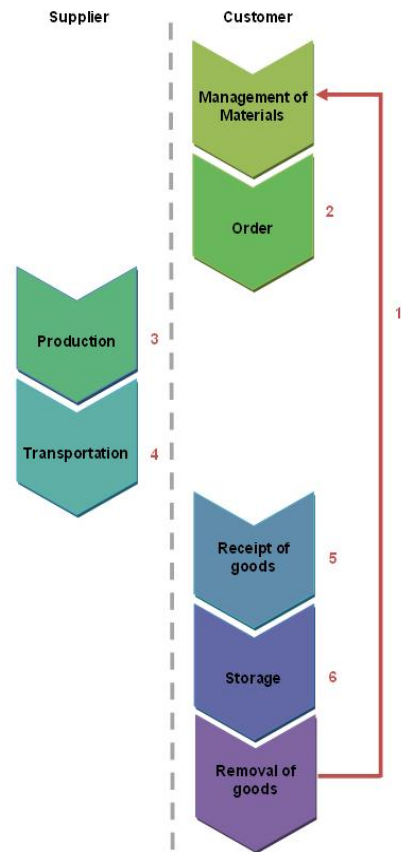 Supplier
Customer
Management of
Materials
1
2
Order
Production
3
Transportation
4
Receipt of
goods
5
Storage
6
Removal of
goods